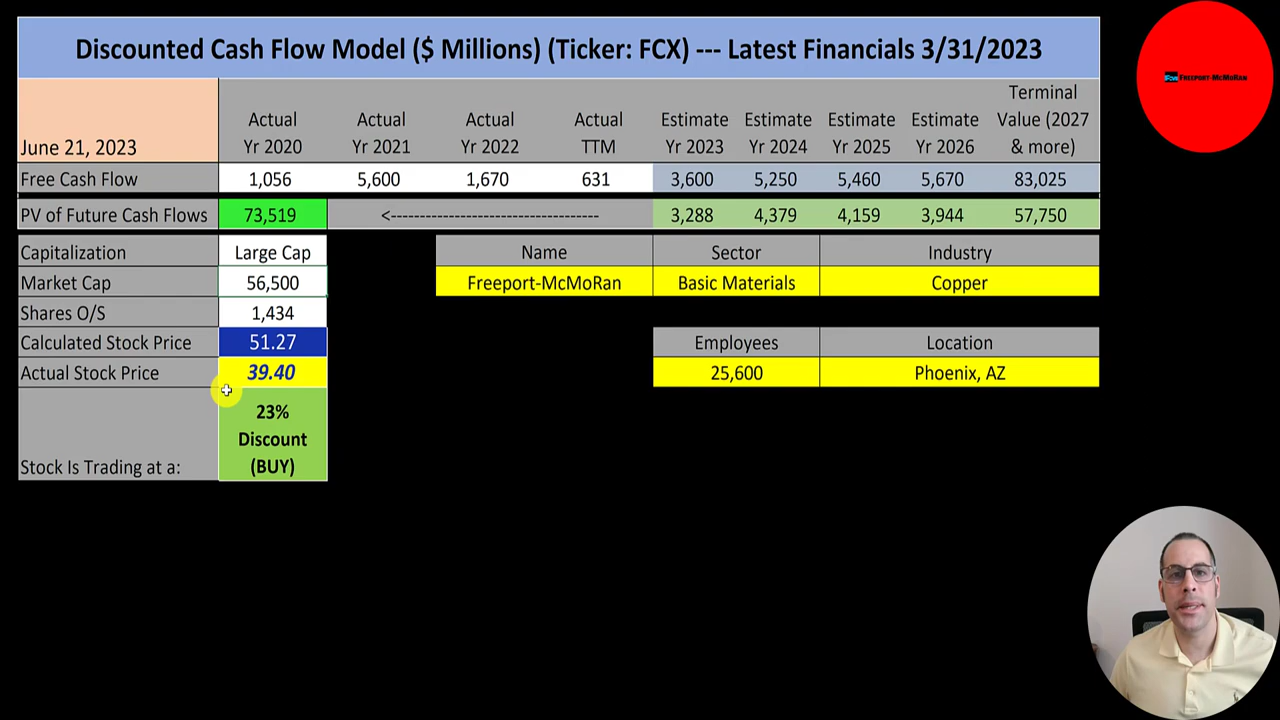 Discounted Cash Flow Model ($ Millions) (Ticker: FCX) --- Latest Financials 3/31/2023
FREEPORT-MCMORAN
June 21, 2023 Actual Yr 2020 Actual Yr 2021 Actual Yr 2022 Actual TTM Estimate Yr 2023 Estimate Yr 2024 Estimate Yr 2025 Estimate Yr 2026 Terminal Value (2027 & more)
Free Cash Flow 1,056 5,600 1,670 631 3,600 5,250 5,460 5,670 83,025
PV of Future Cash Flows 73,519 <----------------------------------- 3,288 4,379 4,159 3,944 57,750
Capitalization Large Cap Name Sector Industry
Market Cap 56,500 Freeport-McMoRan Basic Materials Copper
Shares O/S 1,434
Calculated Stock Price 51.27 Employees Location
Actual Stock Price 39.40 25,600 Phoenix, AZ
Stock Is Trading at a: 23% Discount (BUY)